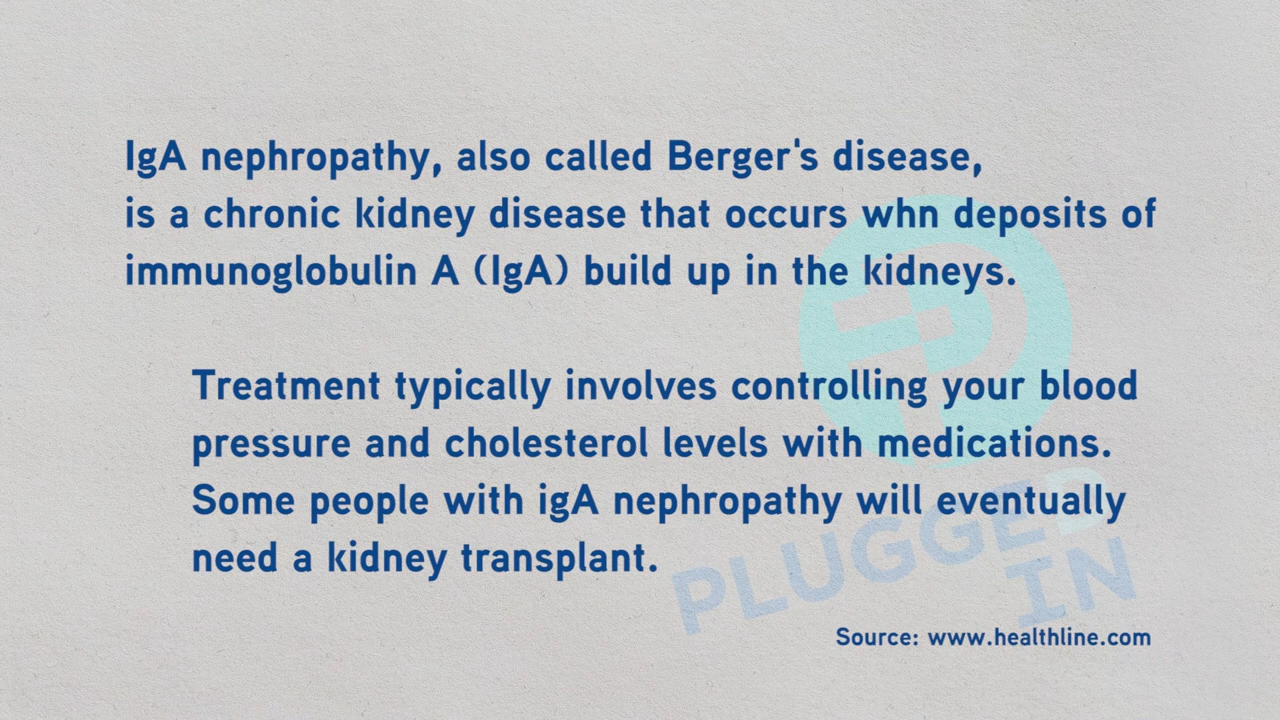 IgA nephropathy, also called Berger's disease,
is a chronic kidney disease that occurs whn deposits of
immunoglobulin A (IgA) build up in the kidneys.
Treatment typically involves controlling your blood
pressure and cholesterol levels with medications.
Some people with igA nephropathy will eventually
need a kidney transplant.
PLUGGED
IN
Source: www.healthline.com